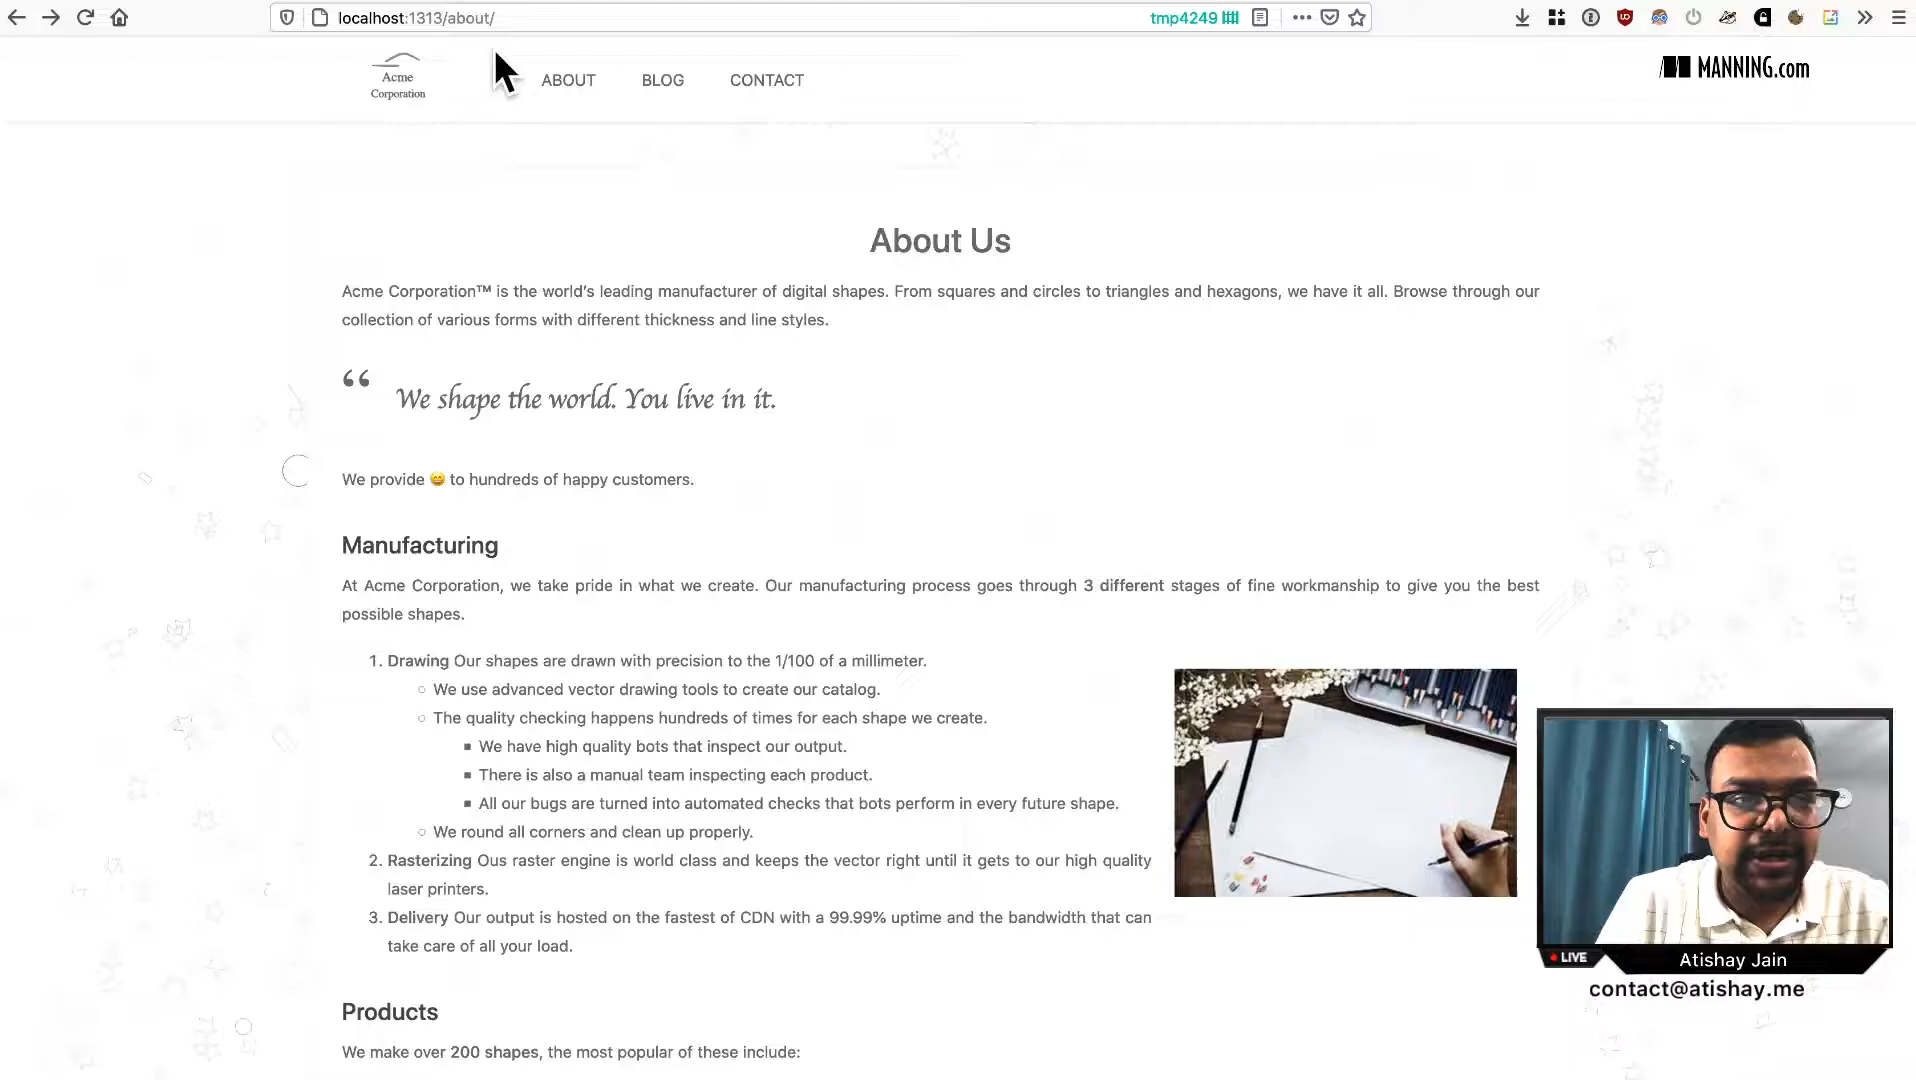 localhost:1313/about/
tmp4249
Acme
Corporation
ABOUT
BLOG
CONTACT
MANNING.com
About Us
Acme Corporation™ is the world's leading manufacturer of digital shapes. From squares and circles to triangles and hexagons, we have it all. Browse through our
collection of various forms with different thickness and line styles.
“ We shape the world. You live in it.
We provide 😄 to hundreds of happy customers.
Manufacturing
At Acme Corporation, we take pride in what we create. Our manufacturing process goes through 3 different stages of fine workmanship to give you the best
possible shapes.
1. Drawing Our shapes are drawn with precision to the 1/100 of a millimeter.
○ We use advanced vector drawing tools to create our catalog.
○ The quality checking happens hundreds of times for each shape we create.
▪ We have high quality bots that inspect our output.
▪ There is also a manual team inspecting each product.
▪ All our bugs are turned into automated checks that bots perform in every future shape.
○ We round all corners and clean up properly.
2. Rasterizing Ous raster engine is world class and keeps the vector right until it gets to our high quality
laser printers.
3. Delivery Our output is hosted on the fastest of CDN with a 99.99% uptime and the bandwidth that can
take care of all your load.
Products
We make over 200 shapes, the most popular of these include:
LIVE
Atishay Jain
contact@atishay.me